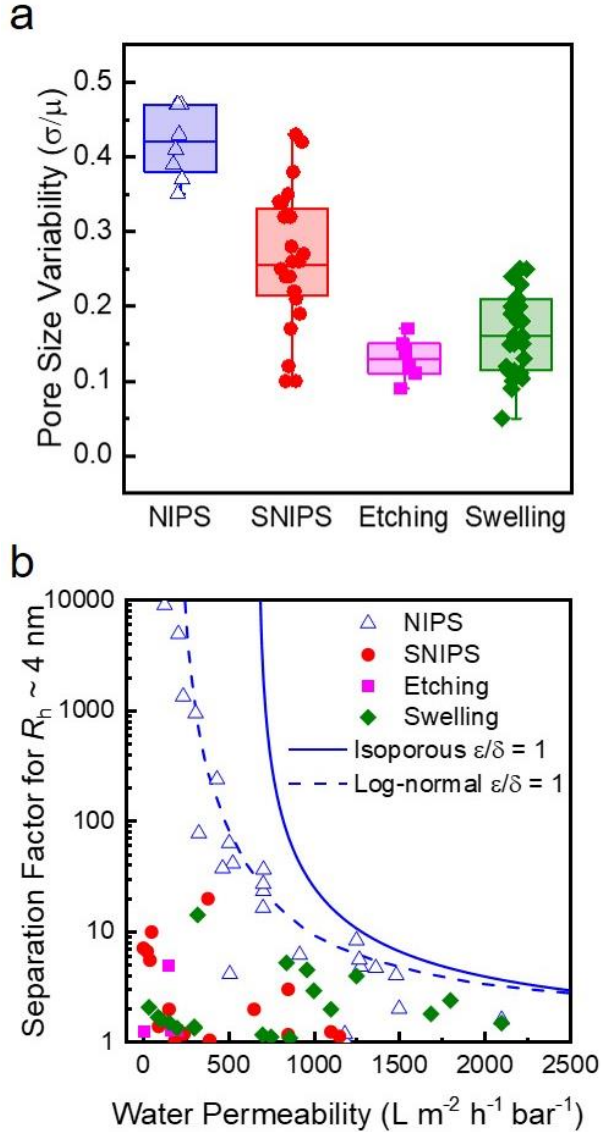 a
Pore Size Variability (σ/μ)
0.5
0.4
0.3
0.2
0.1
0.0
NIPS SNIPS Etching Swelling
b
Separation Factor for Rh ~ 4 nm
10000
1000
100
10
1
NIPS
SNIPS
Etching
Swelling
Isoporous ε/δ = 1
Log-normal ε/δ = 1
0 500 1000 1500 2000 2500
Water Permeability (L m⁻² h⁻¹ bar⁻¹)